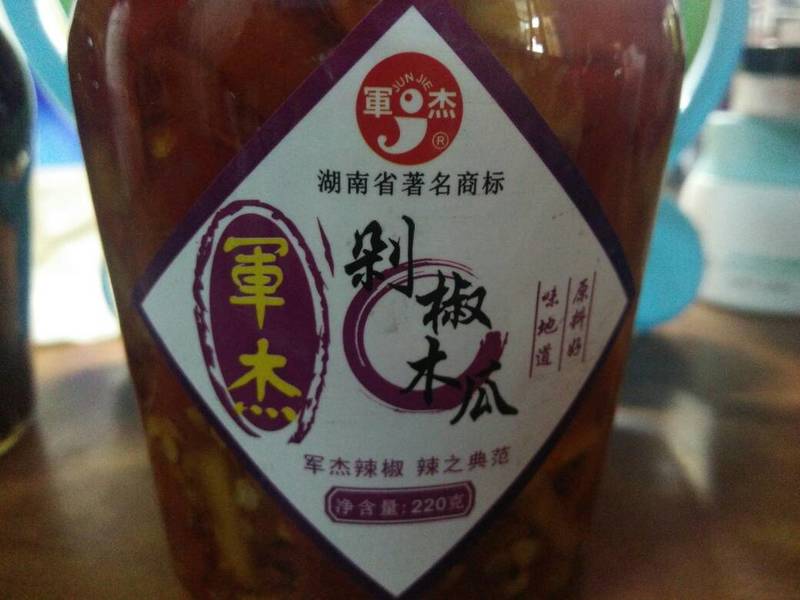 JUN JIE
軍 杰
®
湖南省著名商标
軍杰
剁椒木瓜
原料好
味地道
军杰辣椒 辣之典范
净含量:220克